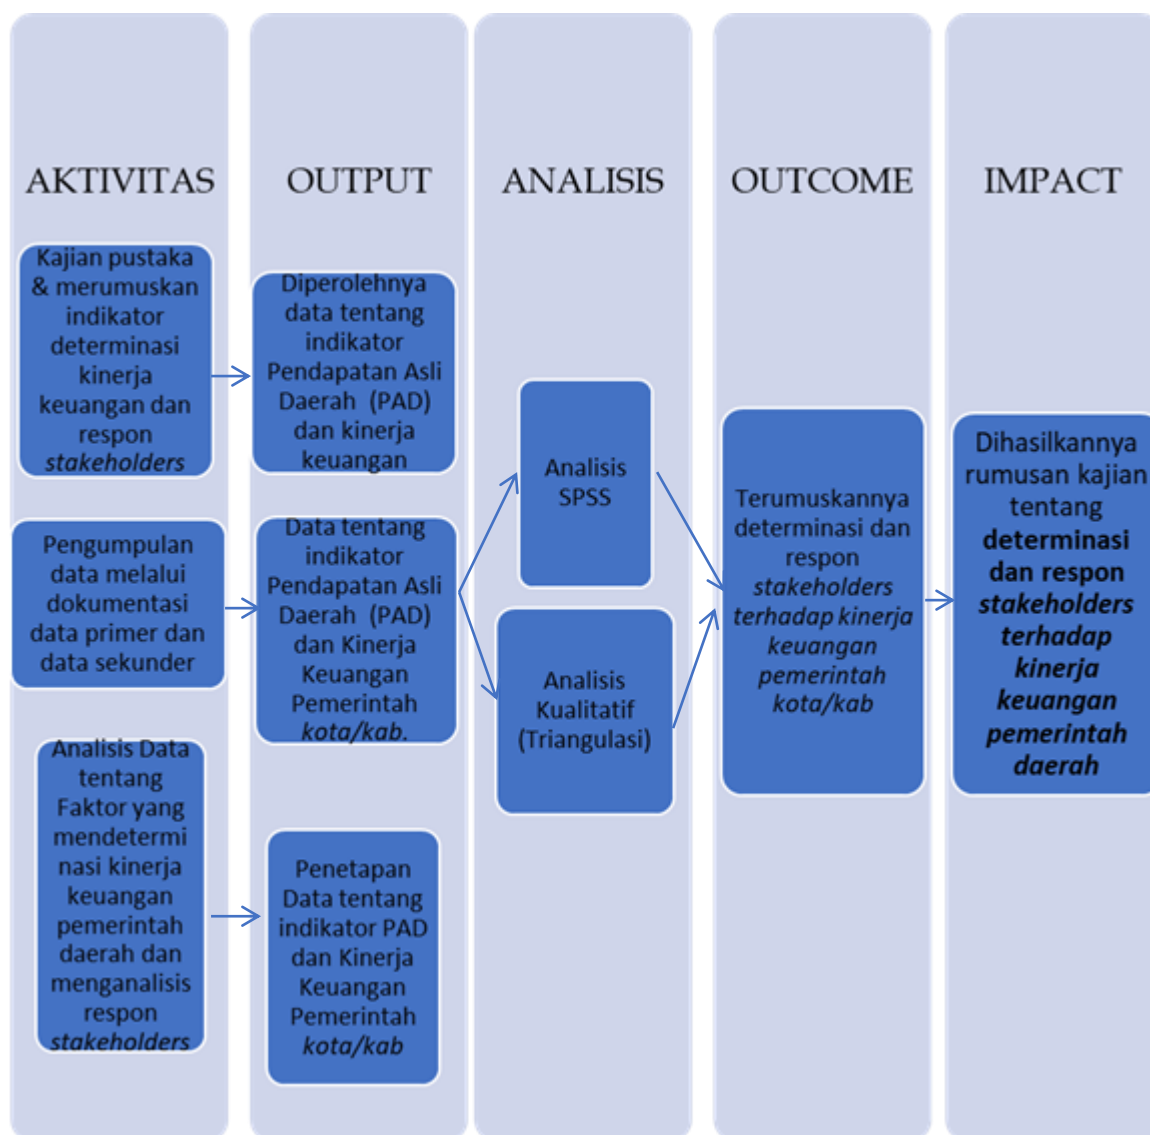 AKTIVITAS
Kajian pustaka
& merumuskan
indikator
determinasi
kinerja
keuangan dan
respon
stakeholders
Pengumpulan
data melalui
dokumentasi
data primer dan
data sekunder
Analisis Data
tentang
Faktor yang
mendetermi
nasi kinerja
keuangan
pemerintah
daerah dan
menganalisis
respon
stakeholders
OUTPUT
Diperolehnya
data tentang
indikator
Pendapatan Asli
Daerah (PAD)
dan kinerja
keuangan
Data tentang
indikator
Pendapatan Asli
Daerah (PAD)
dan Kinerja
Keuangan
Pemerintah
kota/kab.
Penetapan
Data tentang
indikator PAD
dan Kinerja
Keuangan
Pemerintah
kota/kab
ANALISIS
Analisis
SPSS
Analisis
Kualitatif
(Triangulasi)
OUTCOME
Terumuskannya
determinasi dan
respon
stakeholders
terhadap kinerja
keuangan
pemerintah
kota/kab
IMPACT
Dihasilkannya
rumusan kajian
tentang
determinasi
dan respon
stakeholders
terhadap
kinerja
keuangan
pemerintah
daerah